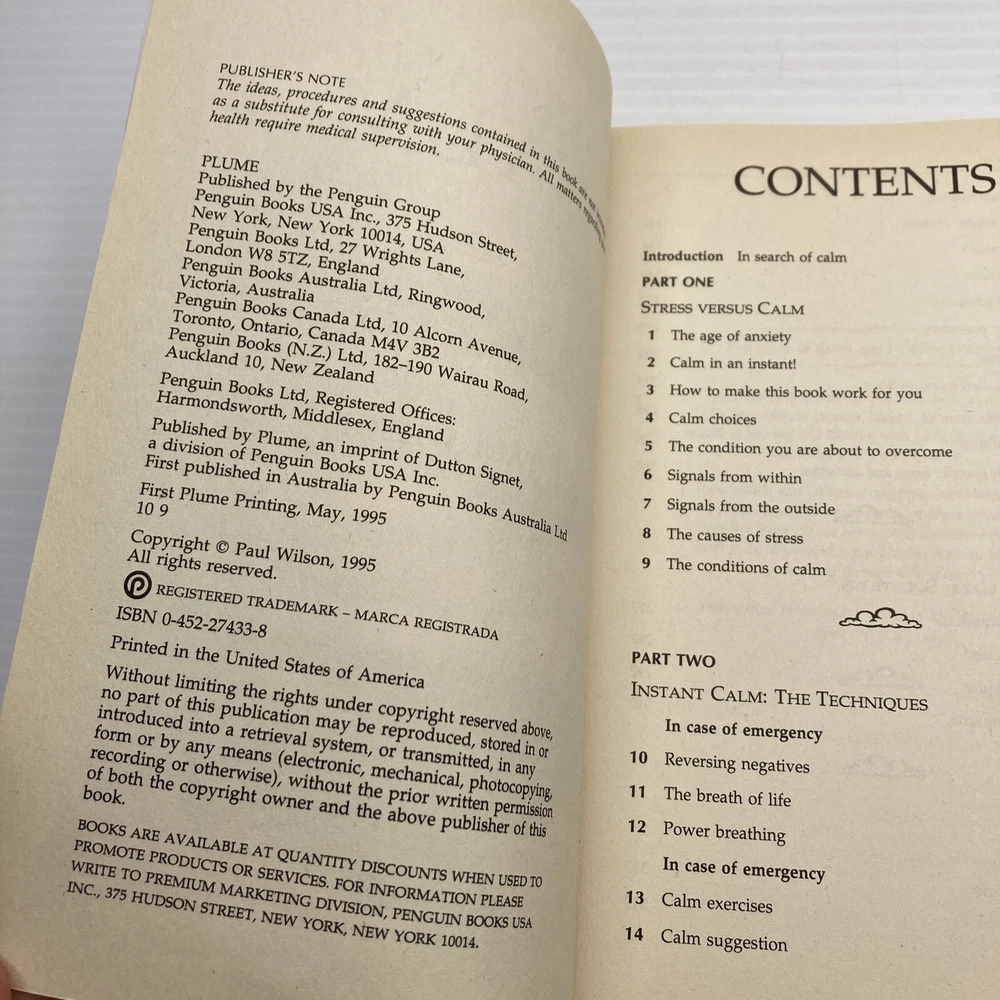 PUBLISHER'S NOTE
The ideas, procedures and suggestions contained in this book are not
as a substitute for consulting with your physician. All matters regarding
health require medical supervision.
PLUME
Published by the Penguin Group
Penguin Books USA Inc., 375 Hudson Street,
New York, New York 10014, USA
Penguin Books Ltd, 27 Wrights Lane,
London W8 5TZ, England
Penguin Books Australia Ltd, Ringwood,
Victoria, Australia
Penguin Books Canada Ltd, 10 Alcorn Avenue,
Toronto, Ontario, Canada M4V 3B2
Penguin Books (N.Z.) Ltd, 182–190 Wairau Road,
Auckland 10, New Zealand
Penguin Books Ltd, Registered Offices:
Harmondsworth, Middlesex, England
Published by Plume, an imprint of Dutton Signet,
a division of Penguin Books USA Inc.
First published in Australia by Penguin Books Australia Ltd
First Plume Printing, May, 1995
10 9
Copyright © Paul Wilson, 1995
All rights reserved.
P REGISTERED TRADEMARK – MARCA REGISTRADA
ISBN 0-452-27433-8
Printed in the United States of America
Without limiting the rights under copyright reserved above,
no part of this publication may be reproduced, stored in or
introduced into a retrieval system, or transmitted, in any
form or by any means (electronic, mechanical, photocopying,
recording or otherwise), without the prior written permission
of both the copyright owner and the above publisher of this
book.
BOOKS ARE AVAILABLE AT QUANTITY DISCOUNTS WHEN USED TO
PROMOTE PRODUCTS OR SERVICES. FOR INFORMATION PLEASE
WRITE TO PREMIUM MARKETING DIVISION, PENGUIN BOOKS USA
INC., 375 HUDSON STREET, NEW YORK, NEW YORK 10014.
CONTENTS
Introduction In search of calm
PART ONE
STRESS VERSUS CALM
1 The age of anxiety
2 Calm in an instant!
3 How to make this book work for you
4 Calm choices
5 The condition you are about to overcome
6 Signals from within
7 Signals from the outside
8 The causes of stress
9 The conditions of calm
PART TWO
INSTANT CALM: THE TECHNIQUES
In case of emergency
10 Reversing negatives
11 The breath of life
12 Power breathing
In case of emergency
13 Calm exercises
14 Calm suggestion